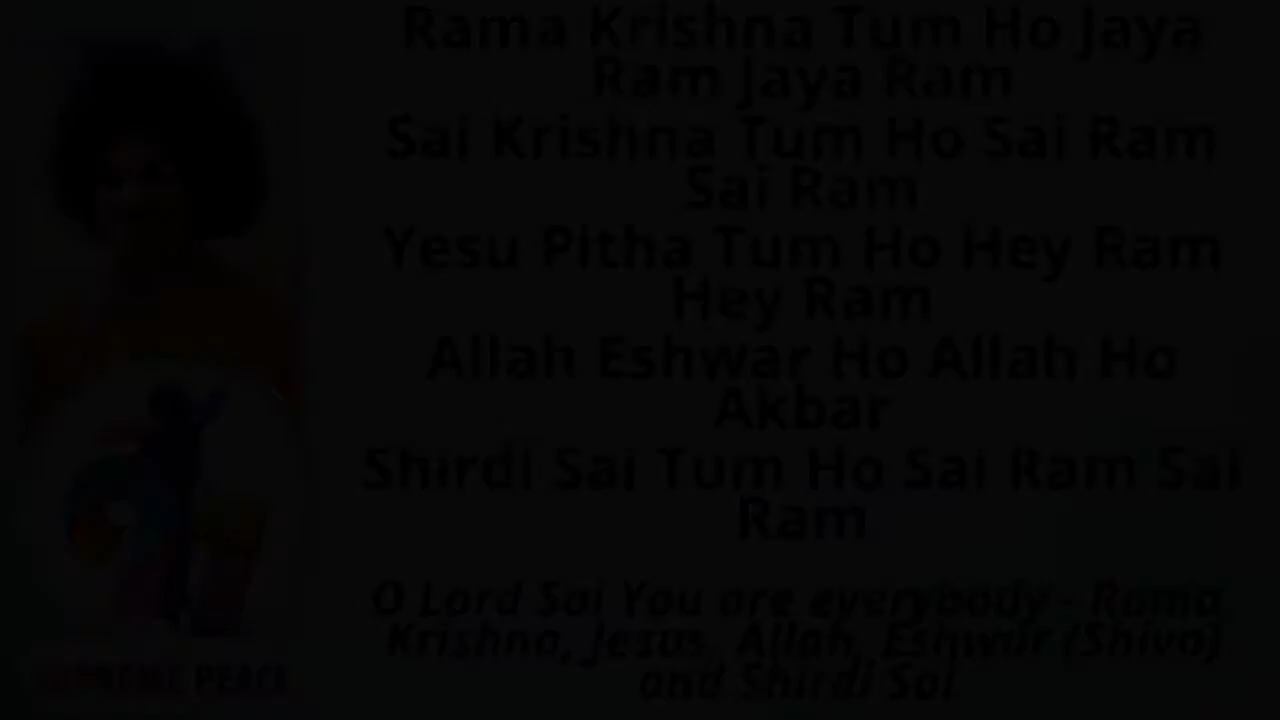 Rama Krishna Tum Ho Jaya
Ram Jaya Ram
Sai Krishna Tum Ho Sai Ram
Sai Ram
Yesu Pitha Tum Ho Hey Ram
Hey Ram
Allah Eshwar Ho Allah Ho
Akbar
Shirdi Sai Tum Ho Sai Ram Sai
Ram
O Lord Sai You are everybody - Rama,
Krishna, Jesus, Allah, Eshwar (Shiva)
and Shirdi Sai.
PEACE